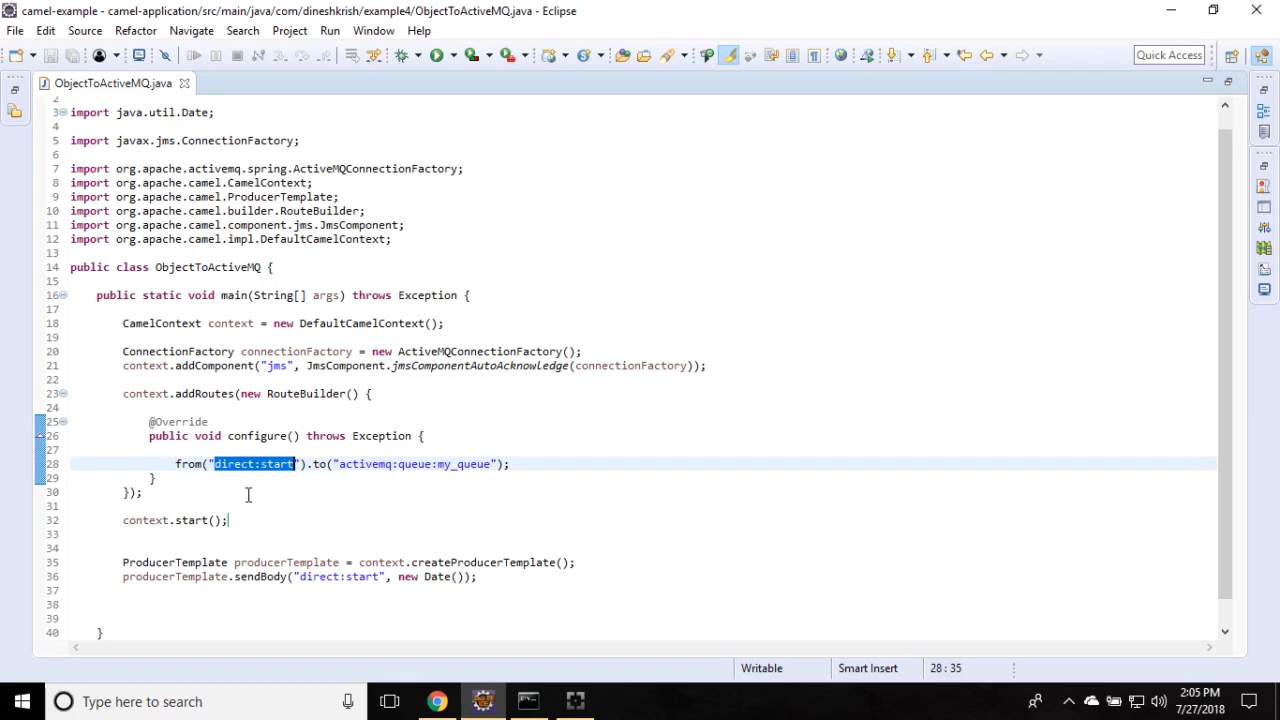 camel-example - camel-application/src/main/java/com/dineshkrish/example4/ObjectToActiveMQ.java - Eclipse
File Edit Source Refactor Navigate Search Project Run Window Help
Quick Access
ObjectToActiveMQ.java
2
3 import java.util.Date;
4
5 import javax.jms.ConnectionFactory;
6
7 import org.apache.activemq.spring.ActiveMQConnectionFactory;
8 import org.apache.camel.CamelContext;
9 import org.apache.camel.ProducerTemplate;
10 import org.apache.camel.builder.RouteBuilder;
11 import org.apache.camel.component.jms.JmsComponent;
12 import org.apache.camel.impl.DefaultCamelContext;
13
14 public class ObjectToActiveMQ {
15
16 public static void main(String[] args) throws Exception {
17
18 CamelContext context = new DefaultCamelContext();
19
20 ConnectionFactory connectionFactory = new ActiveMQConnectionFactory();
21 context.addComponent("jms", JmsComponent.jmsComponentAutoAcknowledge(connectionFactory));
22
23 context.addRoutes(new RouteBuilder() {
24
25 @Override
26 public void configure() throws Exception {
27
28 from("direct:start").to("activemq:queue:my_queue");
29 }
30 });
31
32 context.start();
33
34
35 ProducerTemplate producerTemplate = context.createProducerTemplate();
36 producerTemplate.sendBody("direct:start", new Date());
37
38
39
40 }
Writable Smart Insert 28 : 35
Type here to search
2:05 PM
7/27/2018